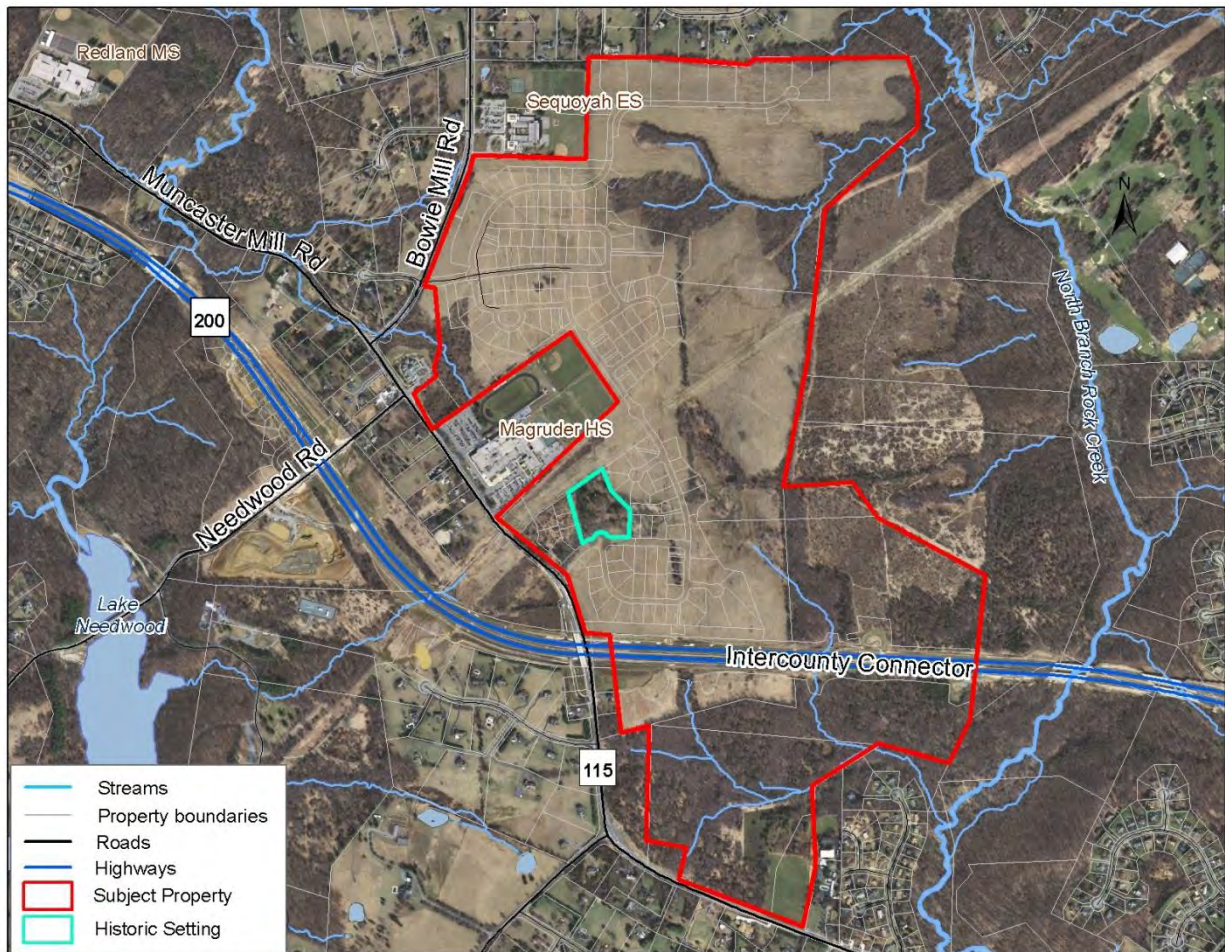 Redland MS
Sequoyah ES
Bowie Mill Rd
Muncaster Mill Rd
200
N
North Branch Rock Creek
Magruder HS
Needwood Rd
Lake
Needwood
Intercounty Connector
115
Streams
Property boundaries
Roads
Highways
Subject Property
Historic Setting